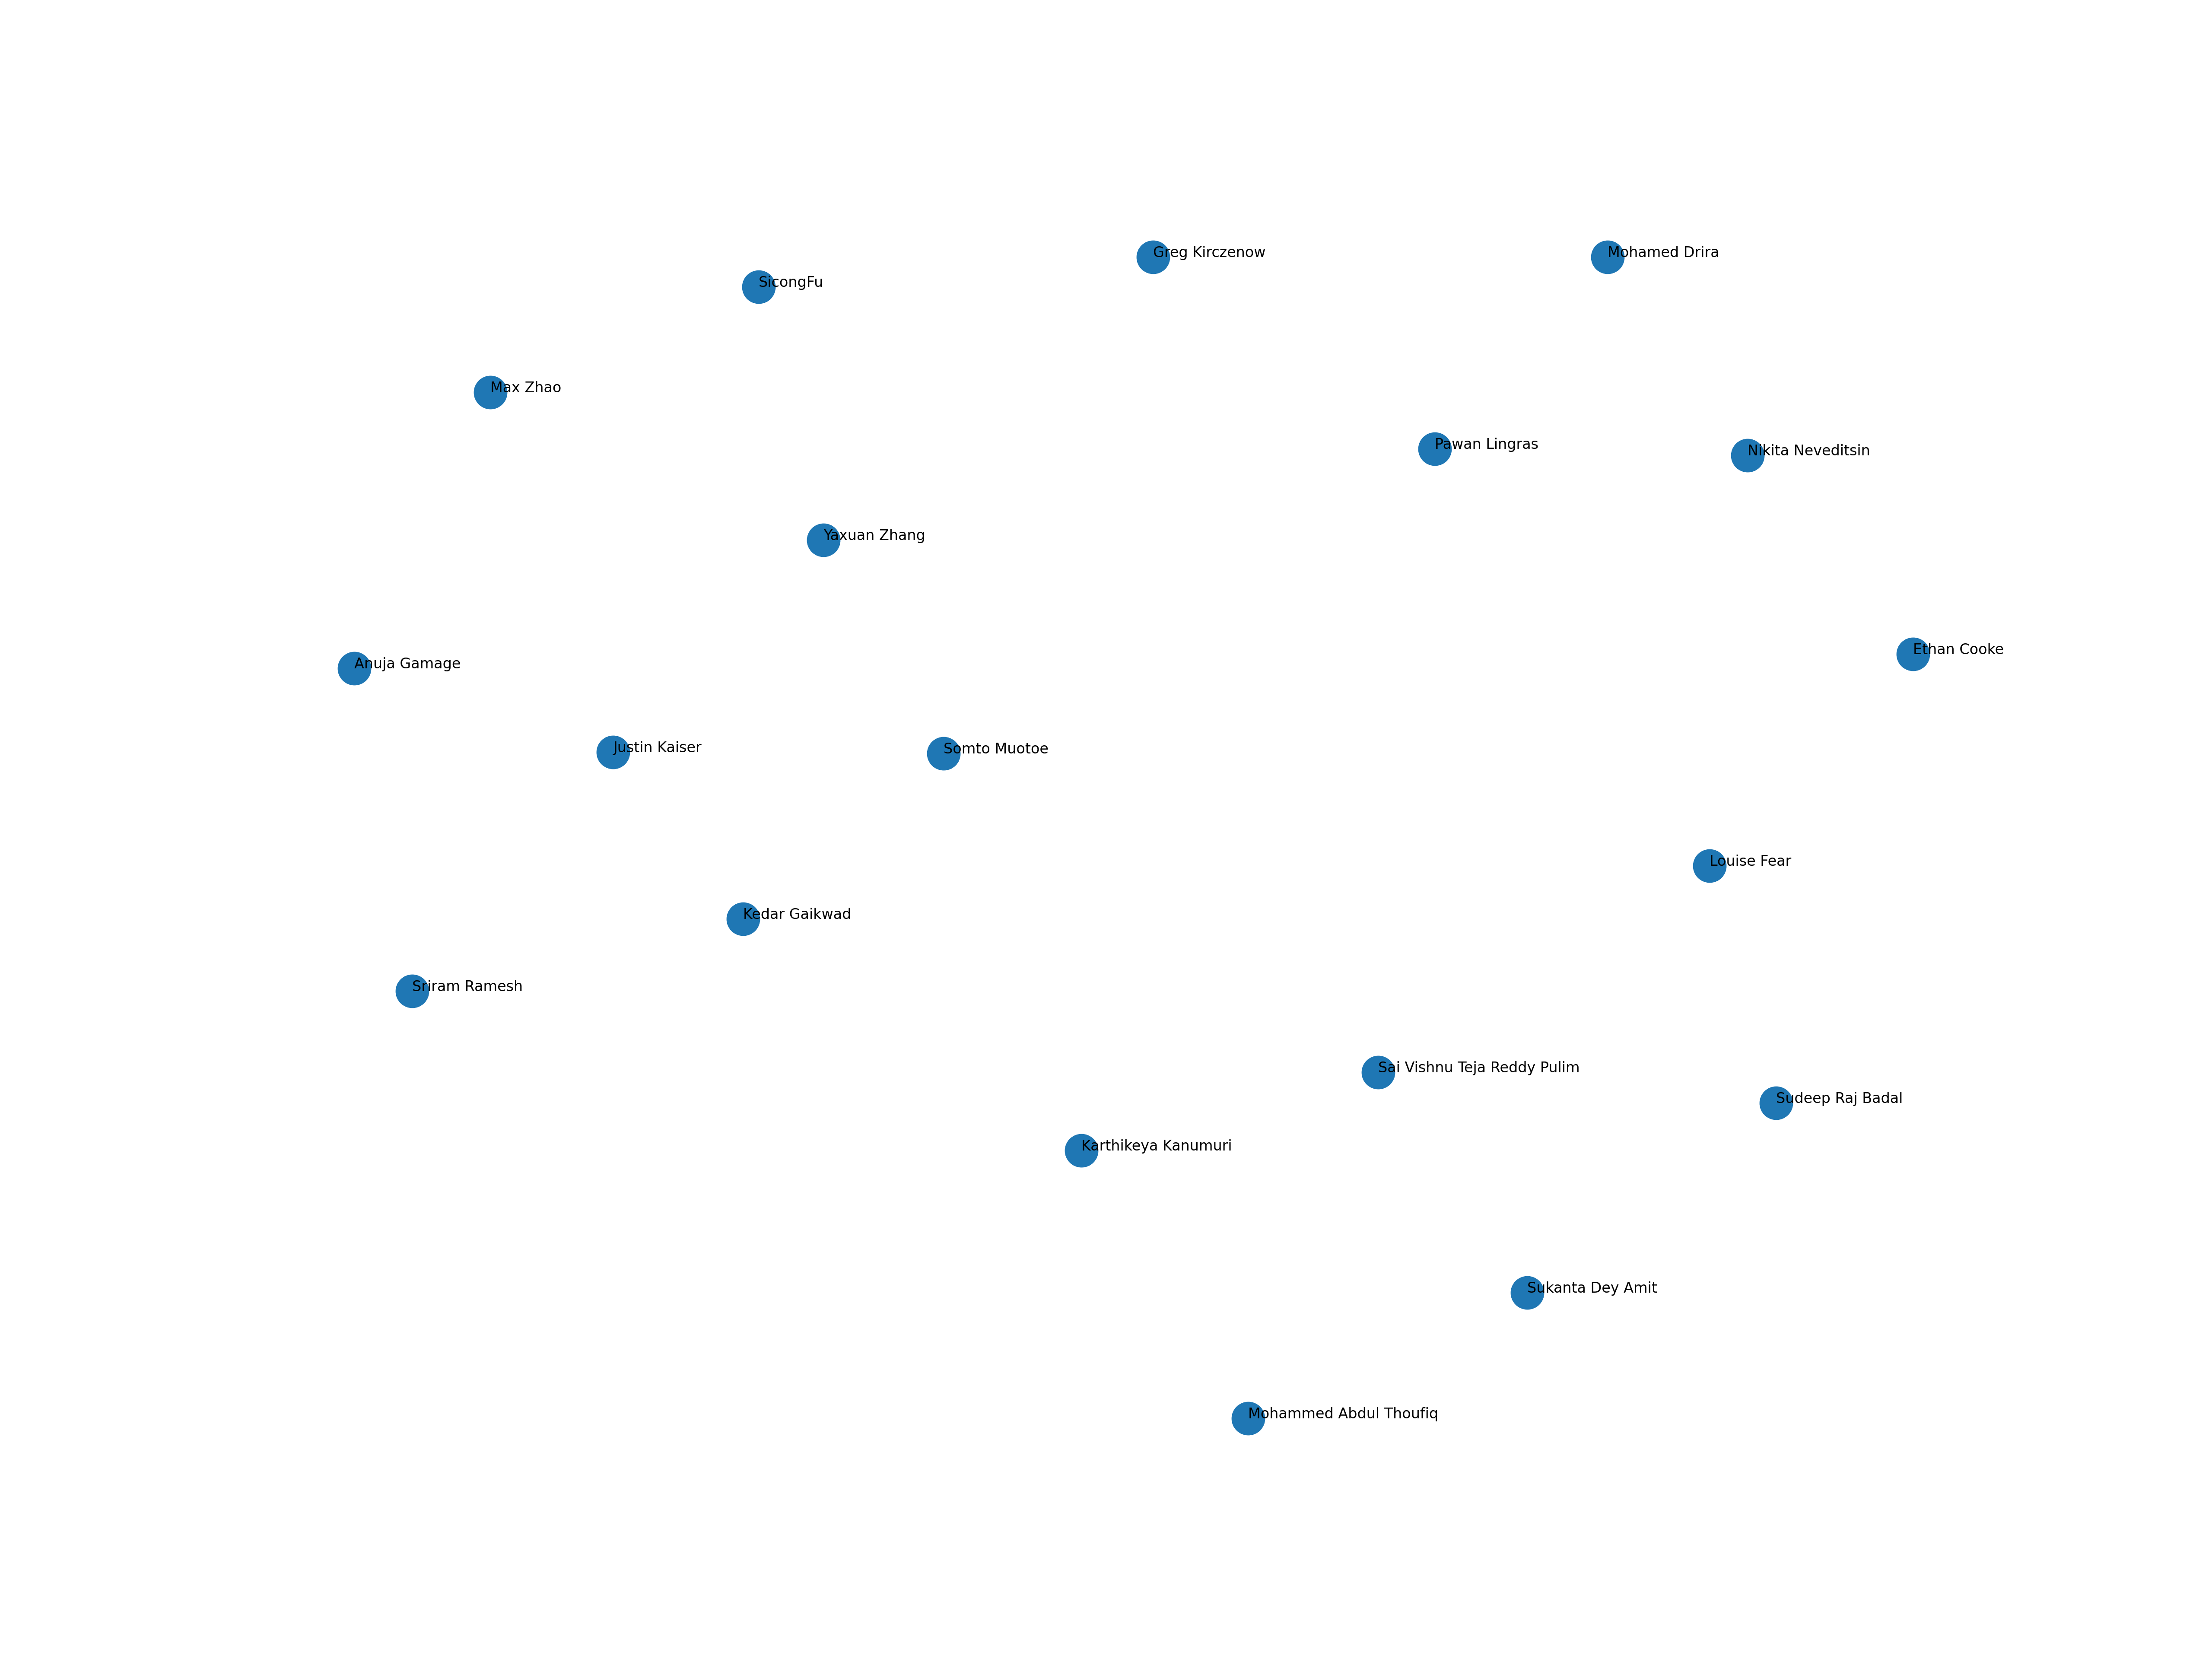 Greg Kirczenow
Mohamed Drira
SicongFu
Max Zhao
Pawan Lingras
Nikita Neveditsin
Yaxuan Zhang
Ethan Cooke
Anuja Gamage
Justin Kaiser
Somto Muotoe
Louise Fear
Kedar Gaikwad
Sriram Ramesh
Sai Vishnu Teja Reddy Pulim
Sudeep Raj Badal
Karthikeya Kanumuri
Sukanta Dey Amit
Mohammed Abdul Thoufiq